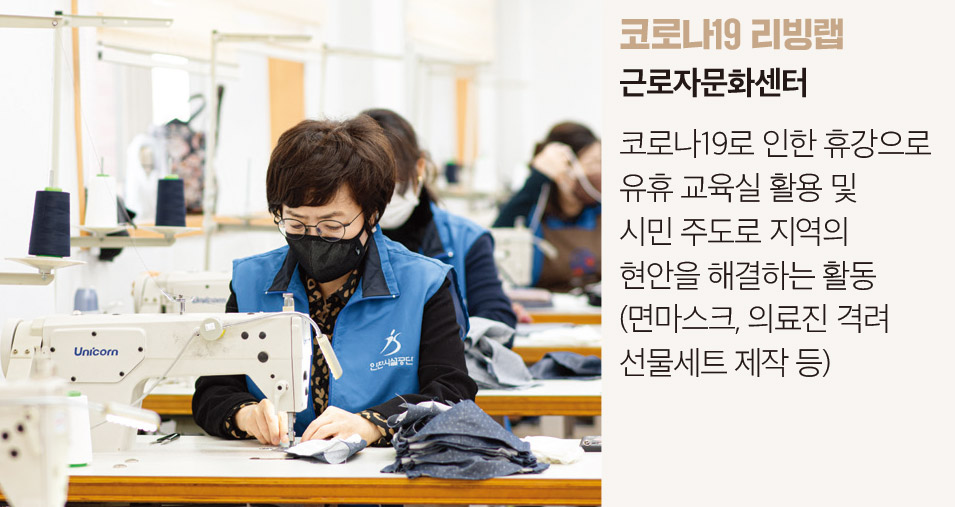 코로나19 리빙랩
근로자문화센터
코로나19로 인한 휴강으로
유휴 교육실 활용 및
시민 주도로 지역의
현안을 해결하는 활동
(면마스크, 의료진 격려
선물세트 제작 등)
Unicorn
인천시설공단